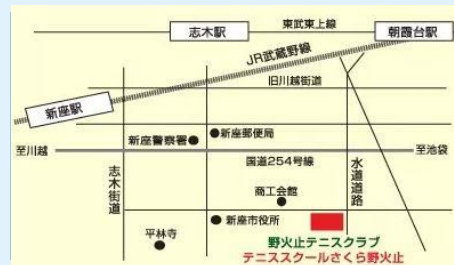 志木駅
東武東上線
朝霞台駅
JR武蔵野線
旧川越街道
新座駅
新座警察署
新座郵便局
至川越
至池袋
国道254号線
志木街道
水道道路
商工会館
新座市役所
平林寺
野火止テニスクラブ
テニススクールさくら野火止